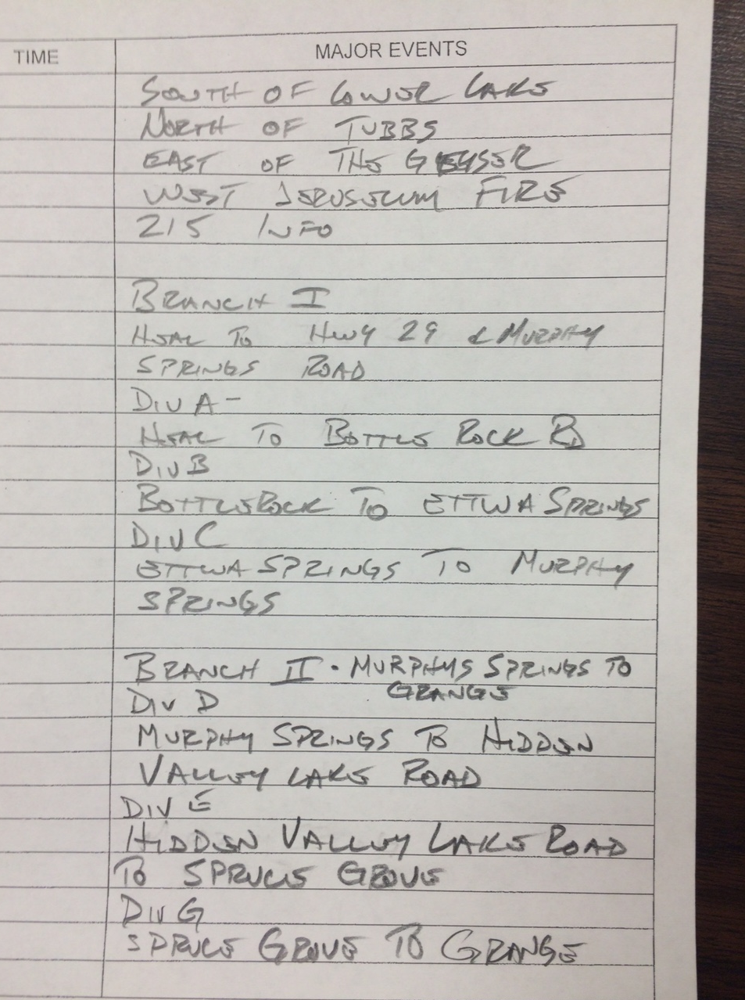 TIME MAJOR EVENTS
SOUTH OF LOWER LAKE
NORTH OF TUBBS
EAST OF THE GEYSER
WEST JERUSELUM FIRE
215 INFO
BRANCH I
HEAL TO HWY 29 & MURPHY
SPRINGS ROAD
DIV A -
HEAL TO BOTTLE ROCK RD
DIV B
BOTTLEROCK TO ETTWA SPRINGS
DIV C
ETTWA SPRINGS TO MURPHY
SPRINGS
BRANCH II • MURPHYS SPRINGS TO
GRANGE
DIV D
MURPHY SPRINGS TO HIDDEN
VALLEY LAKE ROAD
DIV E
HIDDEN VALLEY LAKE ROAD
TO SPRUCE GROVE
DIV G
SPRUCE GROVE TO GRANGE